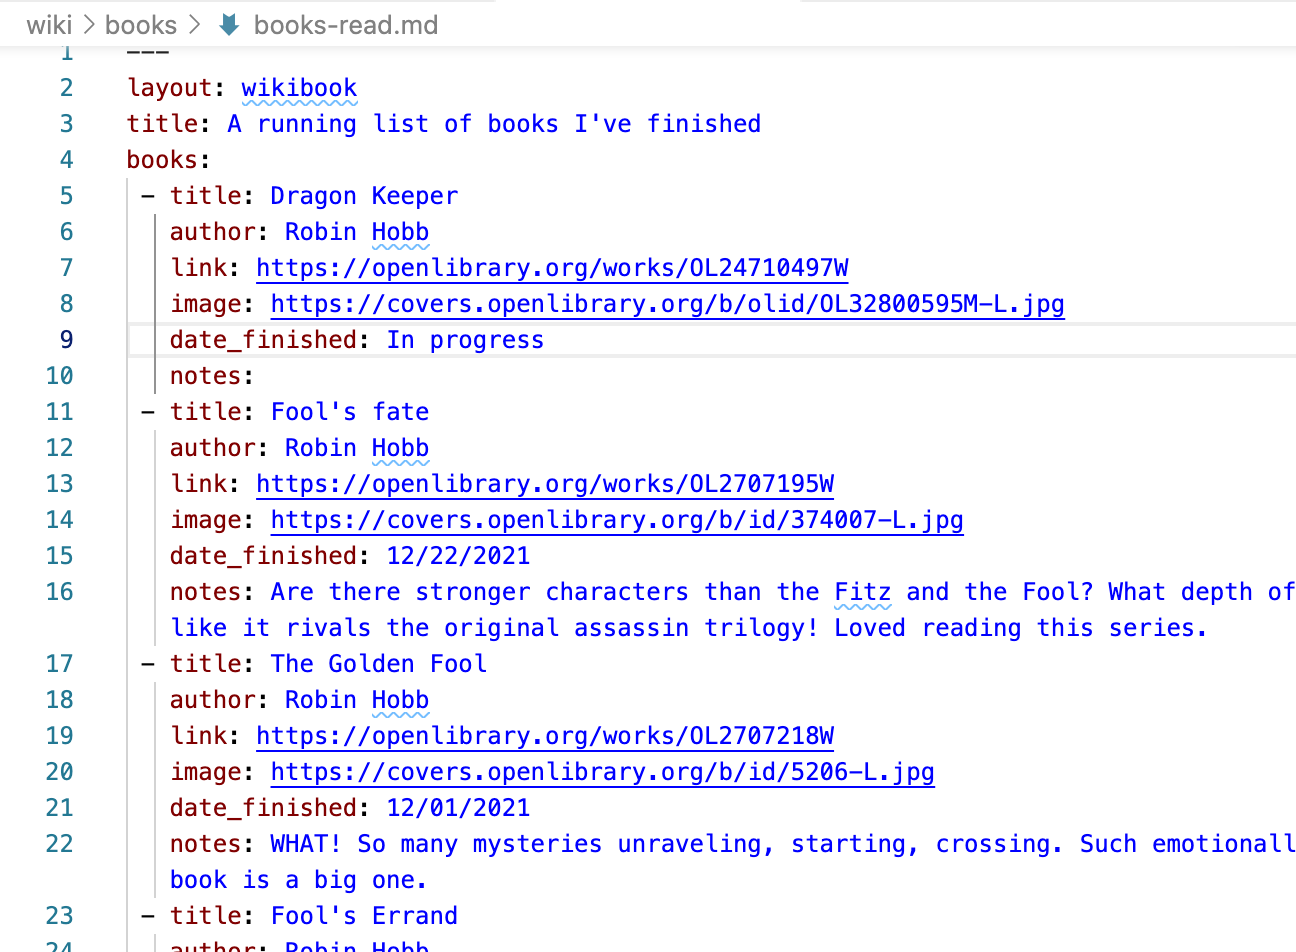 wiki > books > books-read.md
1 ---
2 layout: wikibook
3 title: A running list of books I've finished
4 books:
5 - title: Dragon Keeper
6 author: Robin Hobb
7 link: https://openlibrary.org/works/OL24710497W
8 image: https://covers.openlibrary.org/b/olid/OL32800595M-L.jpg
9 date_finished: In progress
10 notes:
11 - title: Fool's fate
12 author: Robin Hobb
13 link: https://openlibrary.org/works/OL2707195W
14 image: https://covers.openlibrary.org/b/id/374007-L.jpg
15 date_finished: 12/22/2021
16 notes: Are there stronger characters than the Fitz and the Fool? What depth of
like it rivals the original assassin trilogy! Loved reading this series.
17 - title: The Golden Fool
18 author: Robin Hobb
19 link: https://openlibrary.org/works/OL2707218W
20 image: https://covers.openlibrary.org/b/id/5206-L.jpg
21 date_finished: 12/01/2021
22 notes: WHAT! So many mysteries unraveling, starting, crossing. Such emotionall
book is a big one.
23 - title: Fool's Errand
24 author: Robin Hobb